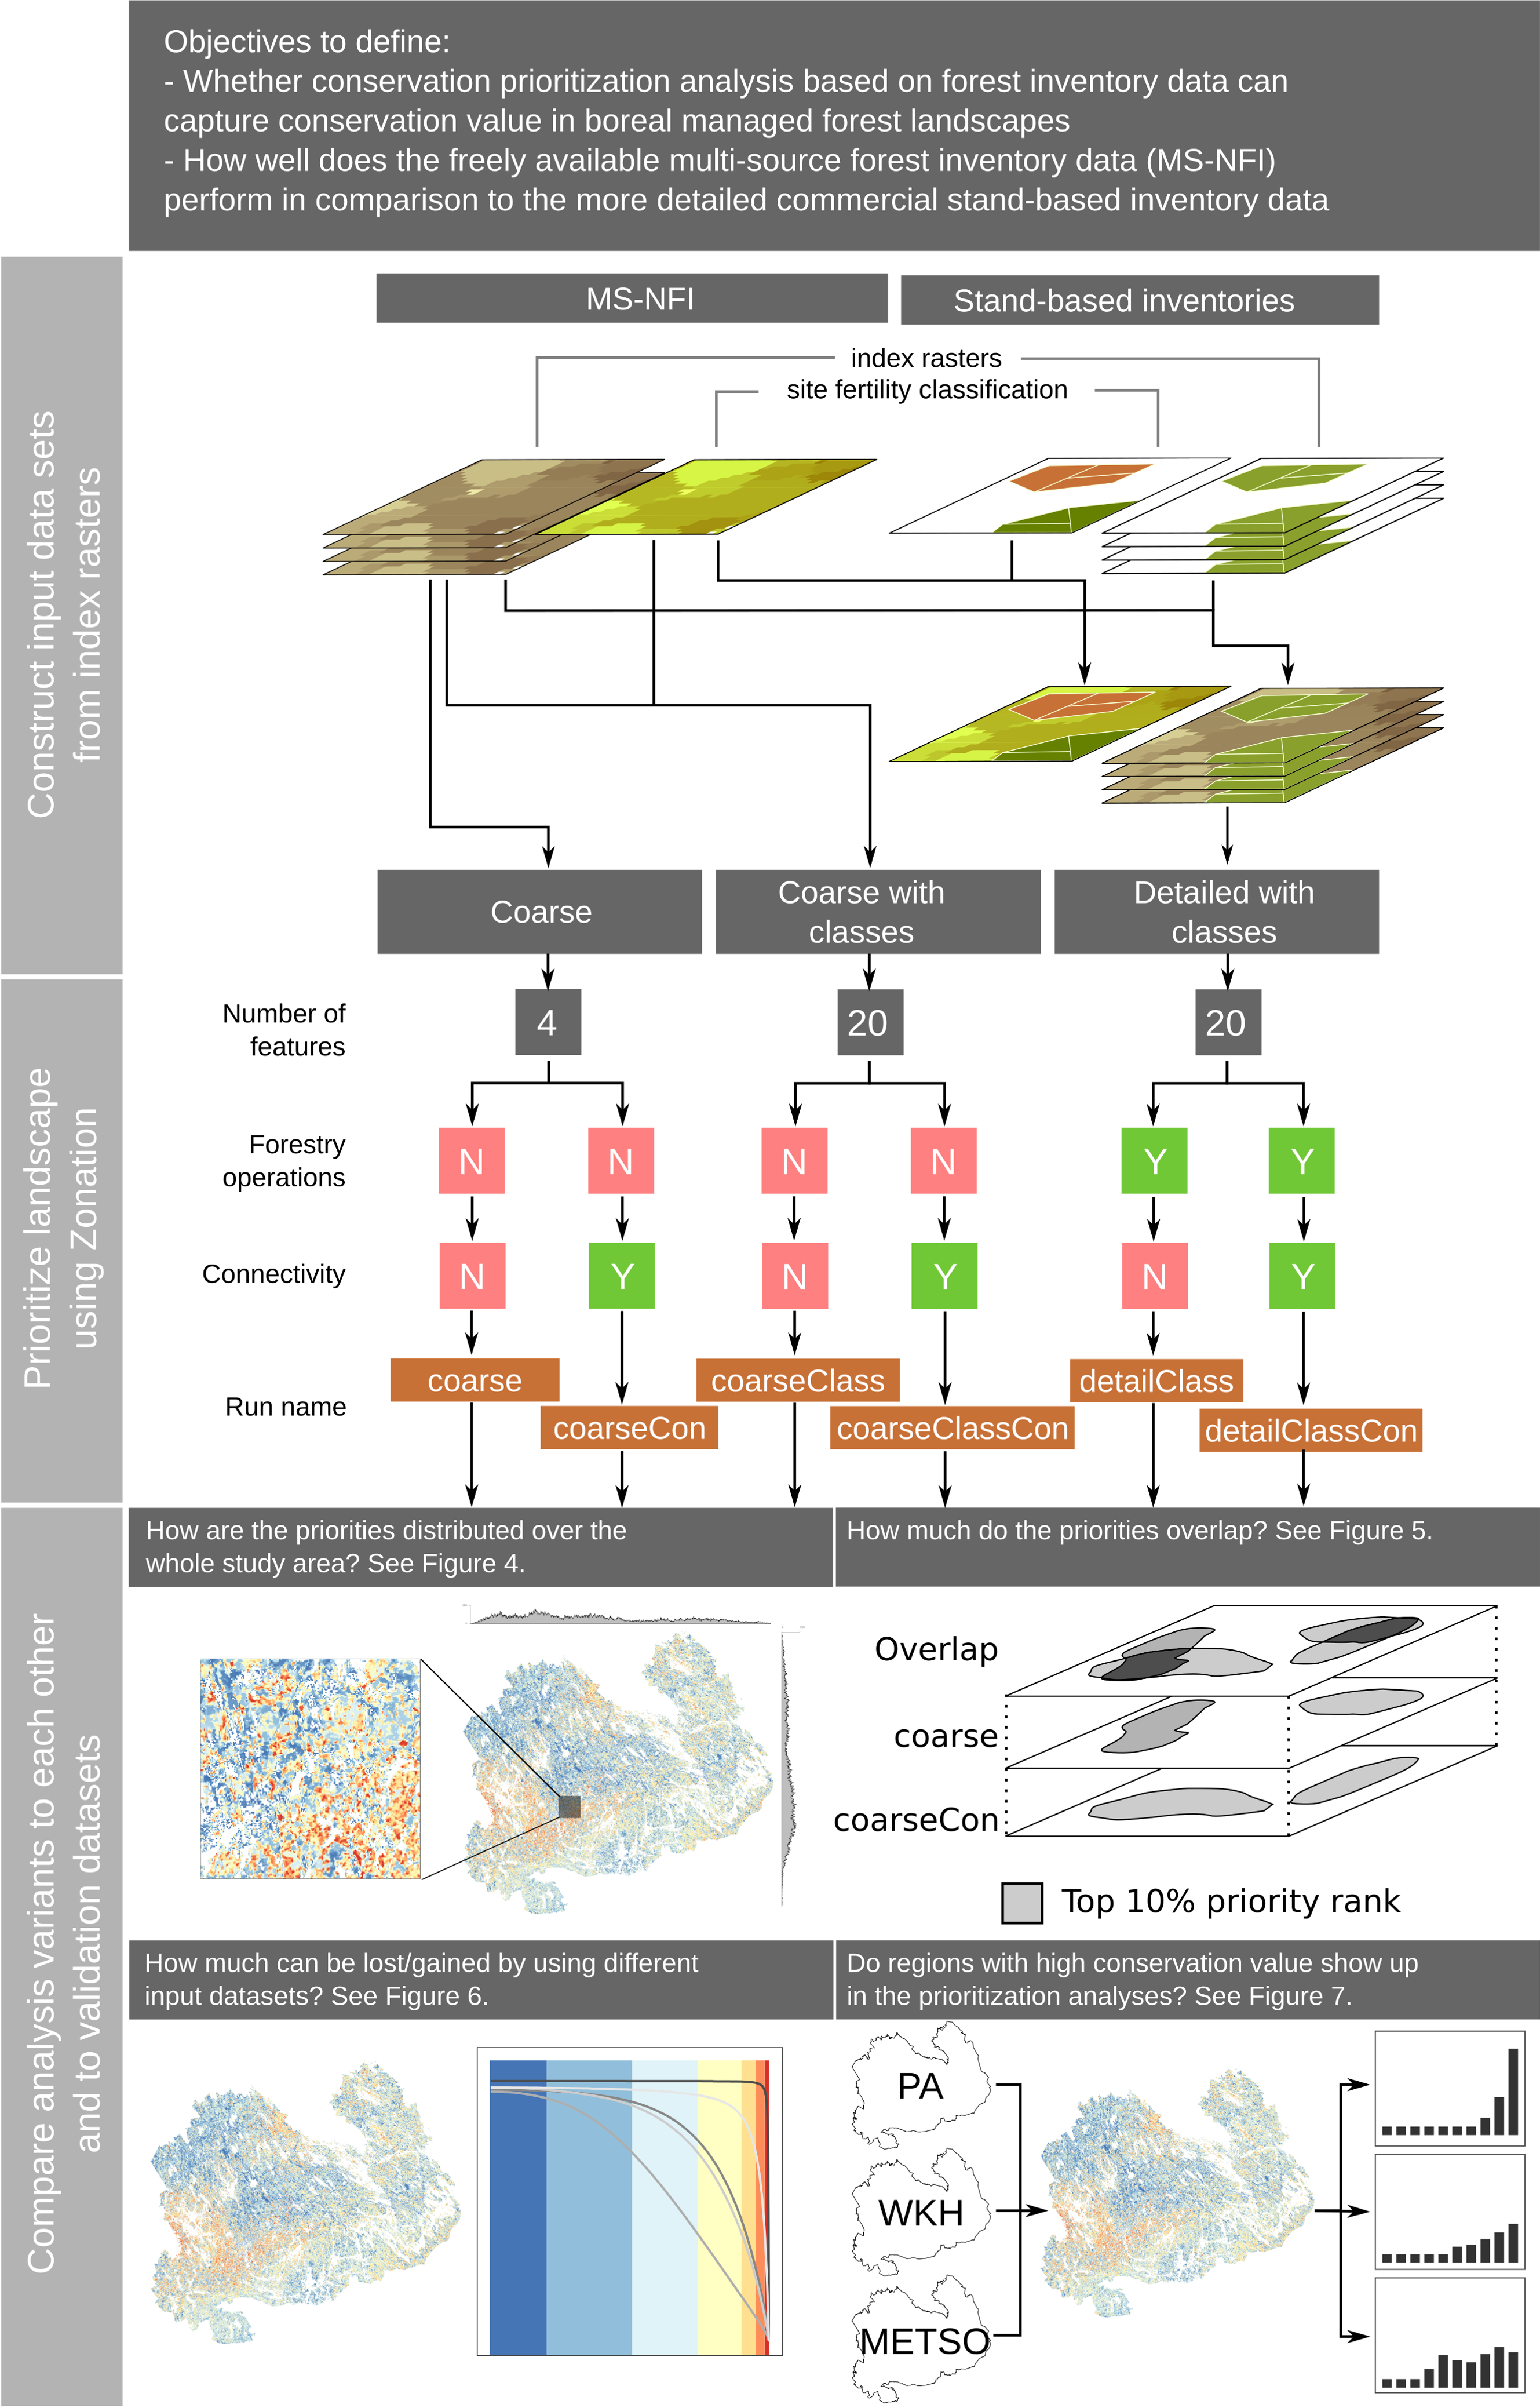 Objectives to define:
- Whether conservation prioritization analysis based on forest inventory data can
capture conservation value in boreal managed forest landscapes
- How well does the freely available multi-source forest inventory data (MS-NFI)
perform in comparison to the more detailed commercial stand-based inventory data
Construct input data sets
from index rasters
MS-NFI
Stand-based inventories
index rasters
site fertility classification
Coarse
Coarse with
classes
Detailed with
classes
Prioritize landscape
using Zonation
Number of
features
4
20
20
Forestry
operations
N
N
N
N
Y
Y
Connectivity
N
Y
N
Y
N
Y
Run name
coarse
coarseClass
detailClass
coarseCon
coarseClassCon
detailClassCon
Compare analysis variants to each other
and to validation datasets
How are the priorities distributed over the
whole study area? See Figure 4.
How much do the priorities overlap? See Figure 5.
Overlap
coarse
coarseCon
Top 10% priority rank
How much can be lost/gained by using different
input datasets? See Figure 6.
Do regions with high conservation value show up
in the prioritization analyses? See Figure 7.
PA
WKH
METSO